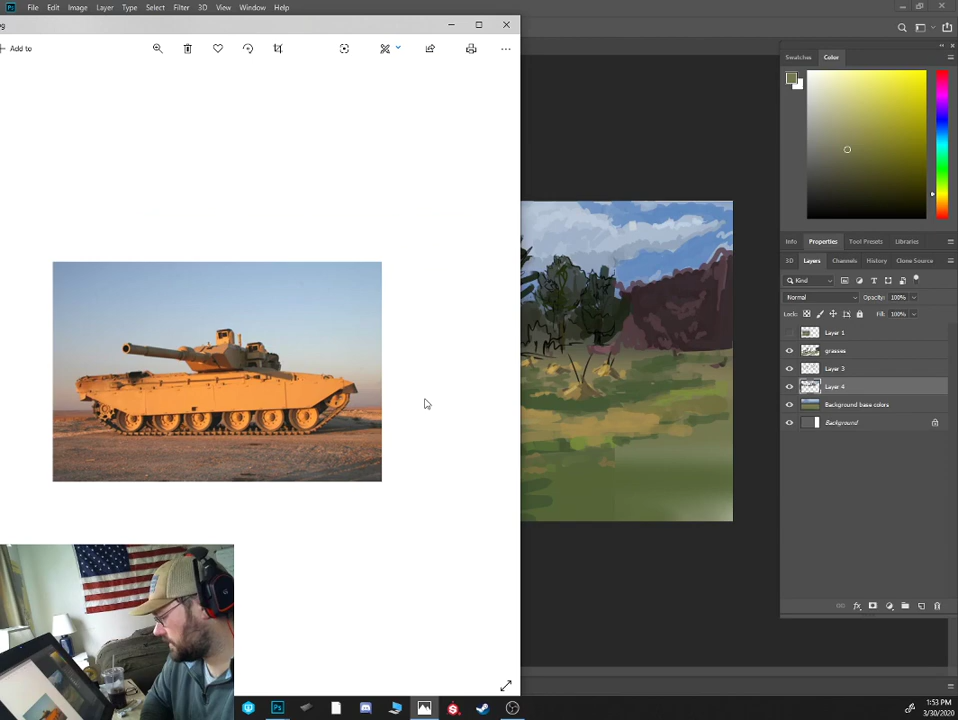 File Edit Image Layer Type Select Filter 3D View Window Help
Add to
Swatches Color
Info Properties Tool Presets Libraries
3D Layers Channels History Clone Source
Kind
Normal Opacity: 100%
Lock: Fill: 100%
Layer 1
grasses
Layer 3
Layer 4
Background base colors
Background
1:53 PM
3/30/2020